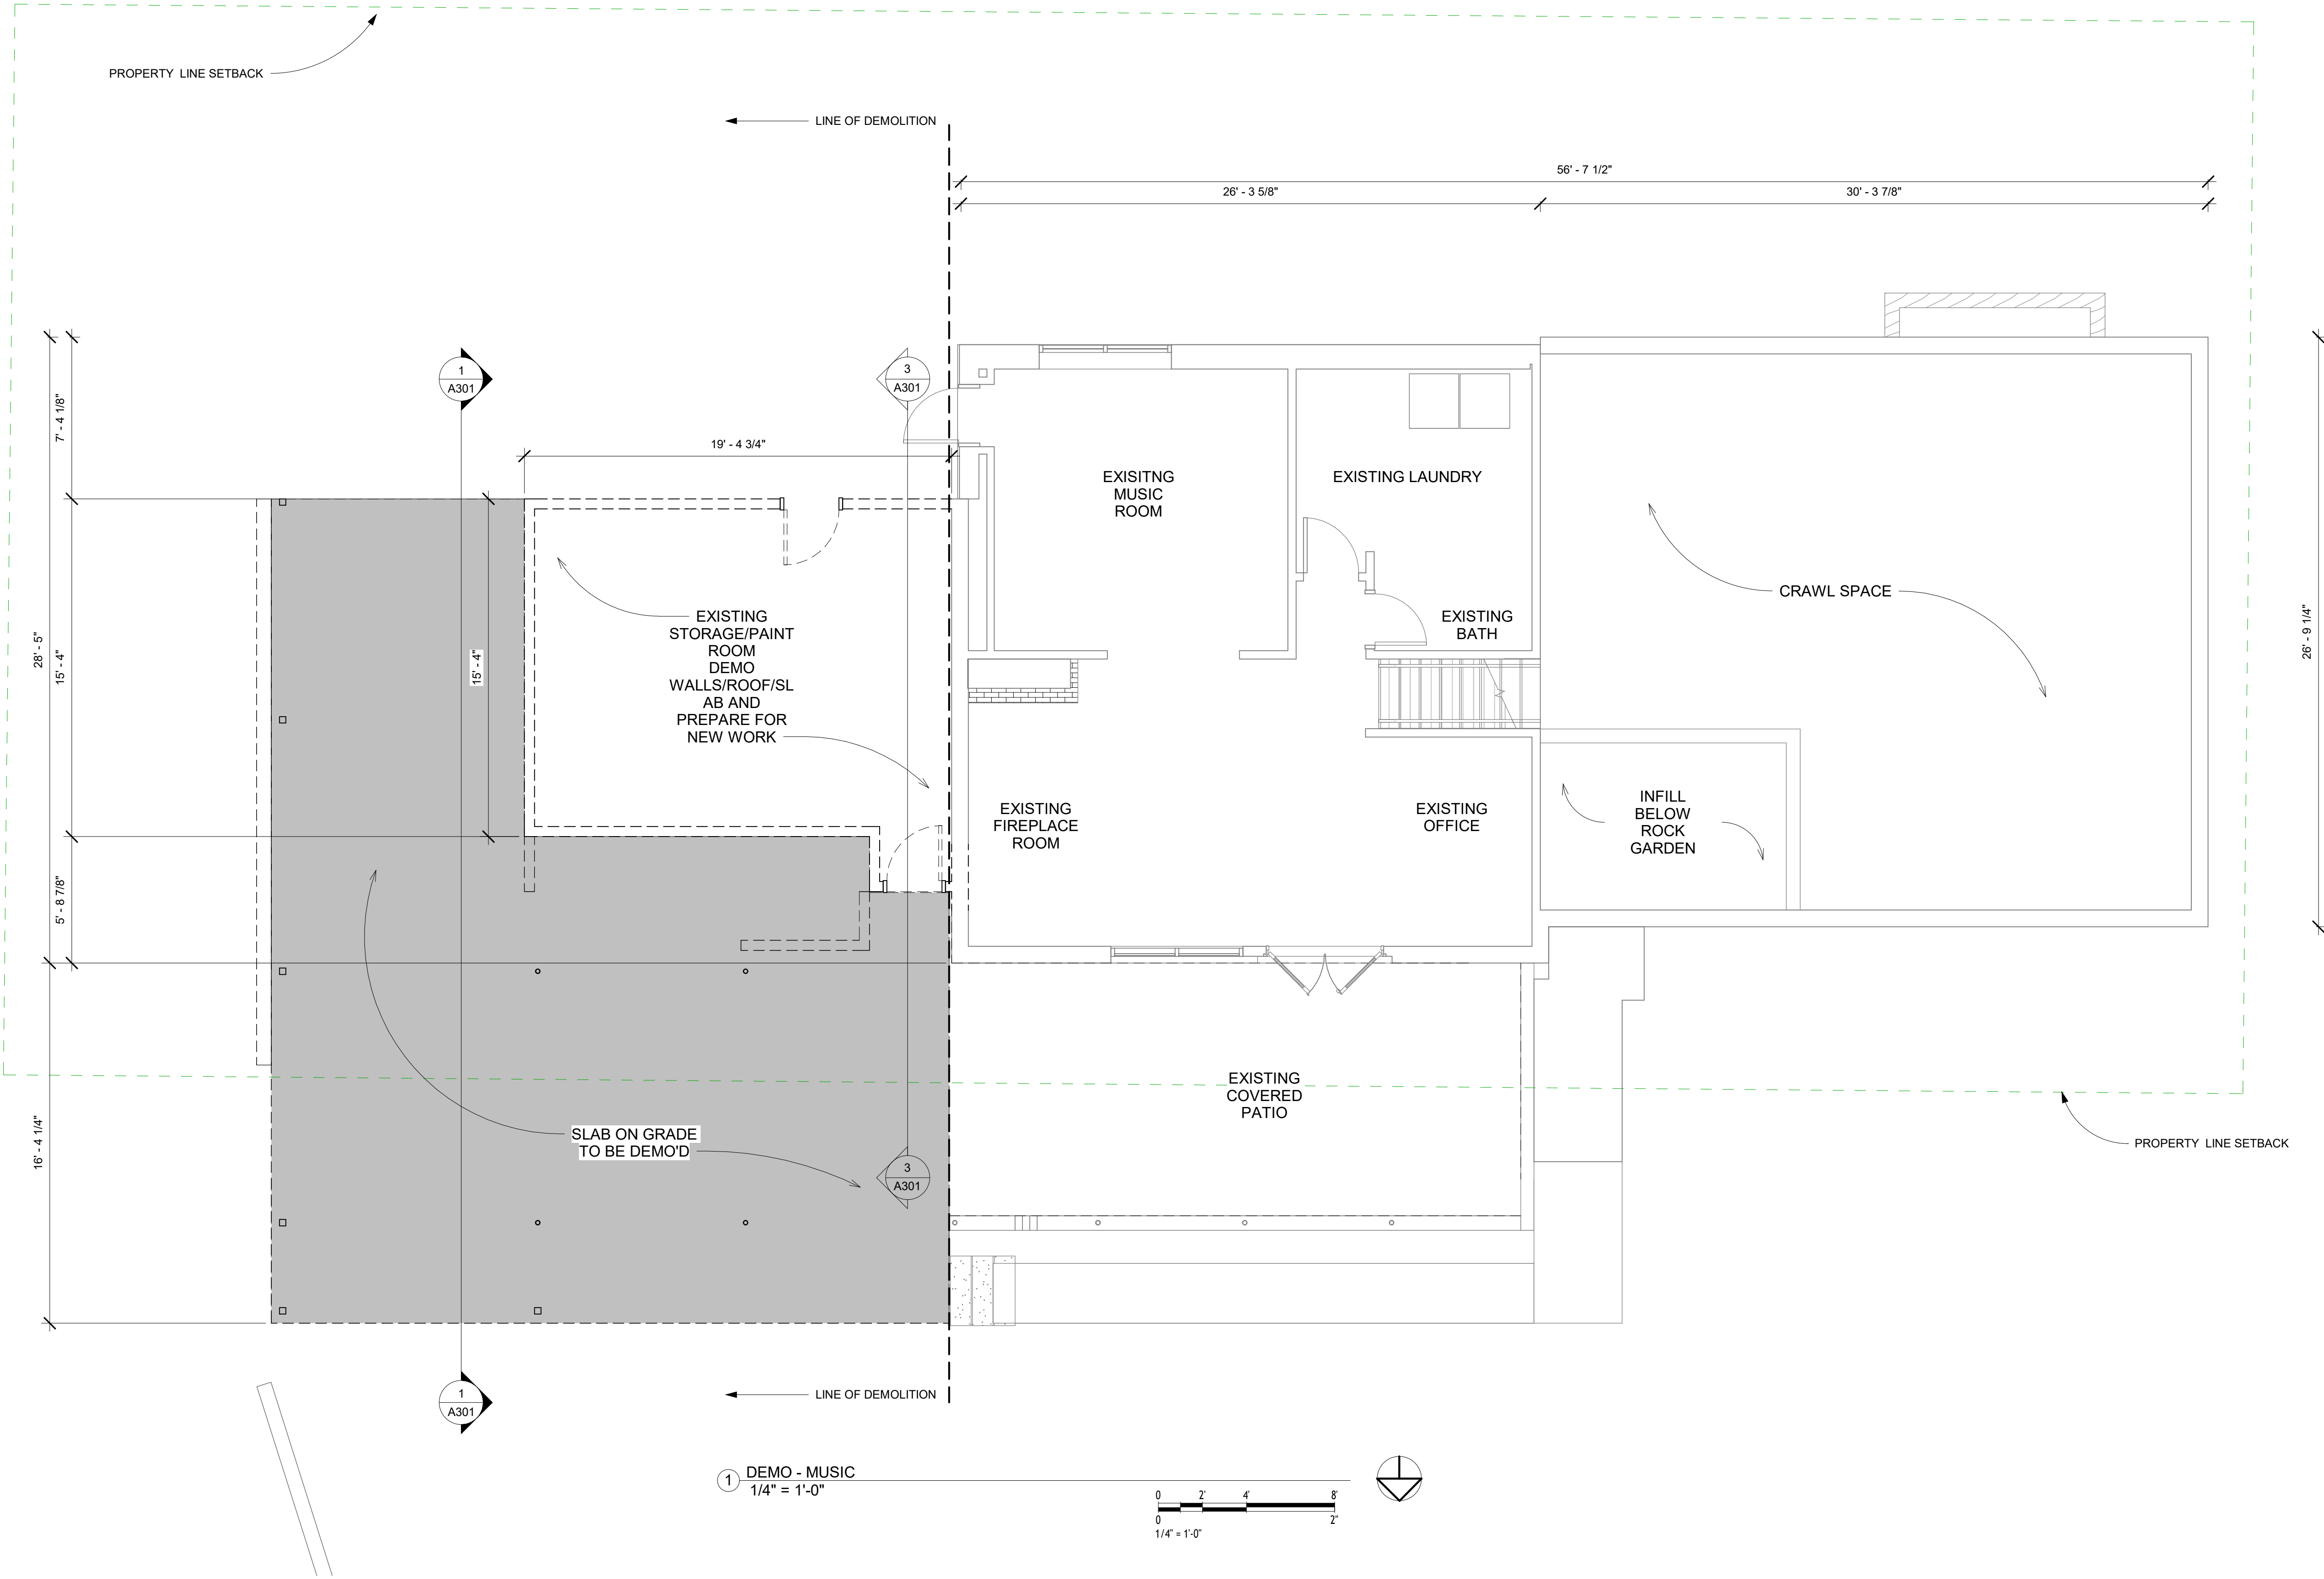 PROPERTY LINE SETBACK
LINE OF DEMOLITION
56' - 7 1/2"
26' - 3 5/8"
30' - 3 7/8"
1
A301
3
A301
7' - 4 1/8"
19' - 4 3/4"
EXISITNG
MUSIC
ROOM
EXISTING LAUNDRY
CRAWL SPACE
EXISTING
STORAGE/PAINT
ROOM
DEMO
WALLS/ROOF/SL
AB AND
PREPARE FOR
NEW WORK
EXISTING
BATH
28' - 5"
15' - 4"
15' - 4"
26' - 9 1/4"
EXISTING
FIREPLACE
ROOM
EXISTING
OFFICE
INFILL
BELOW
ROCK
GARDEN
5' - 8 7/8"
EXISTING
COVERED
PATIO
16' - 4 1/4"
SLAB ON GRADE
TO BE DEMO'D
PROPERTY LINE SETBACK
3
A301
1
A301
LINE OF DEMOLITION
1
DEMO - MUSIC
1/4" = 1'-0"
0 2' 4' 8'
0 2"
1/4" = 1'-0"